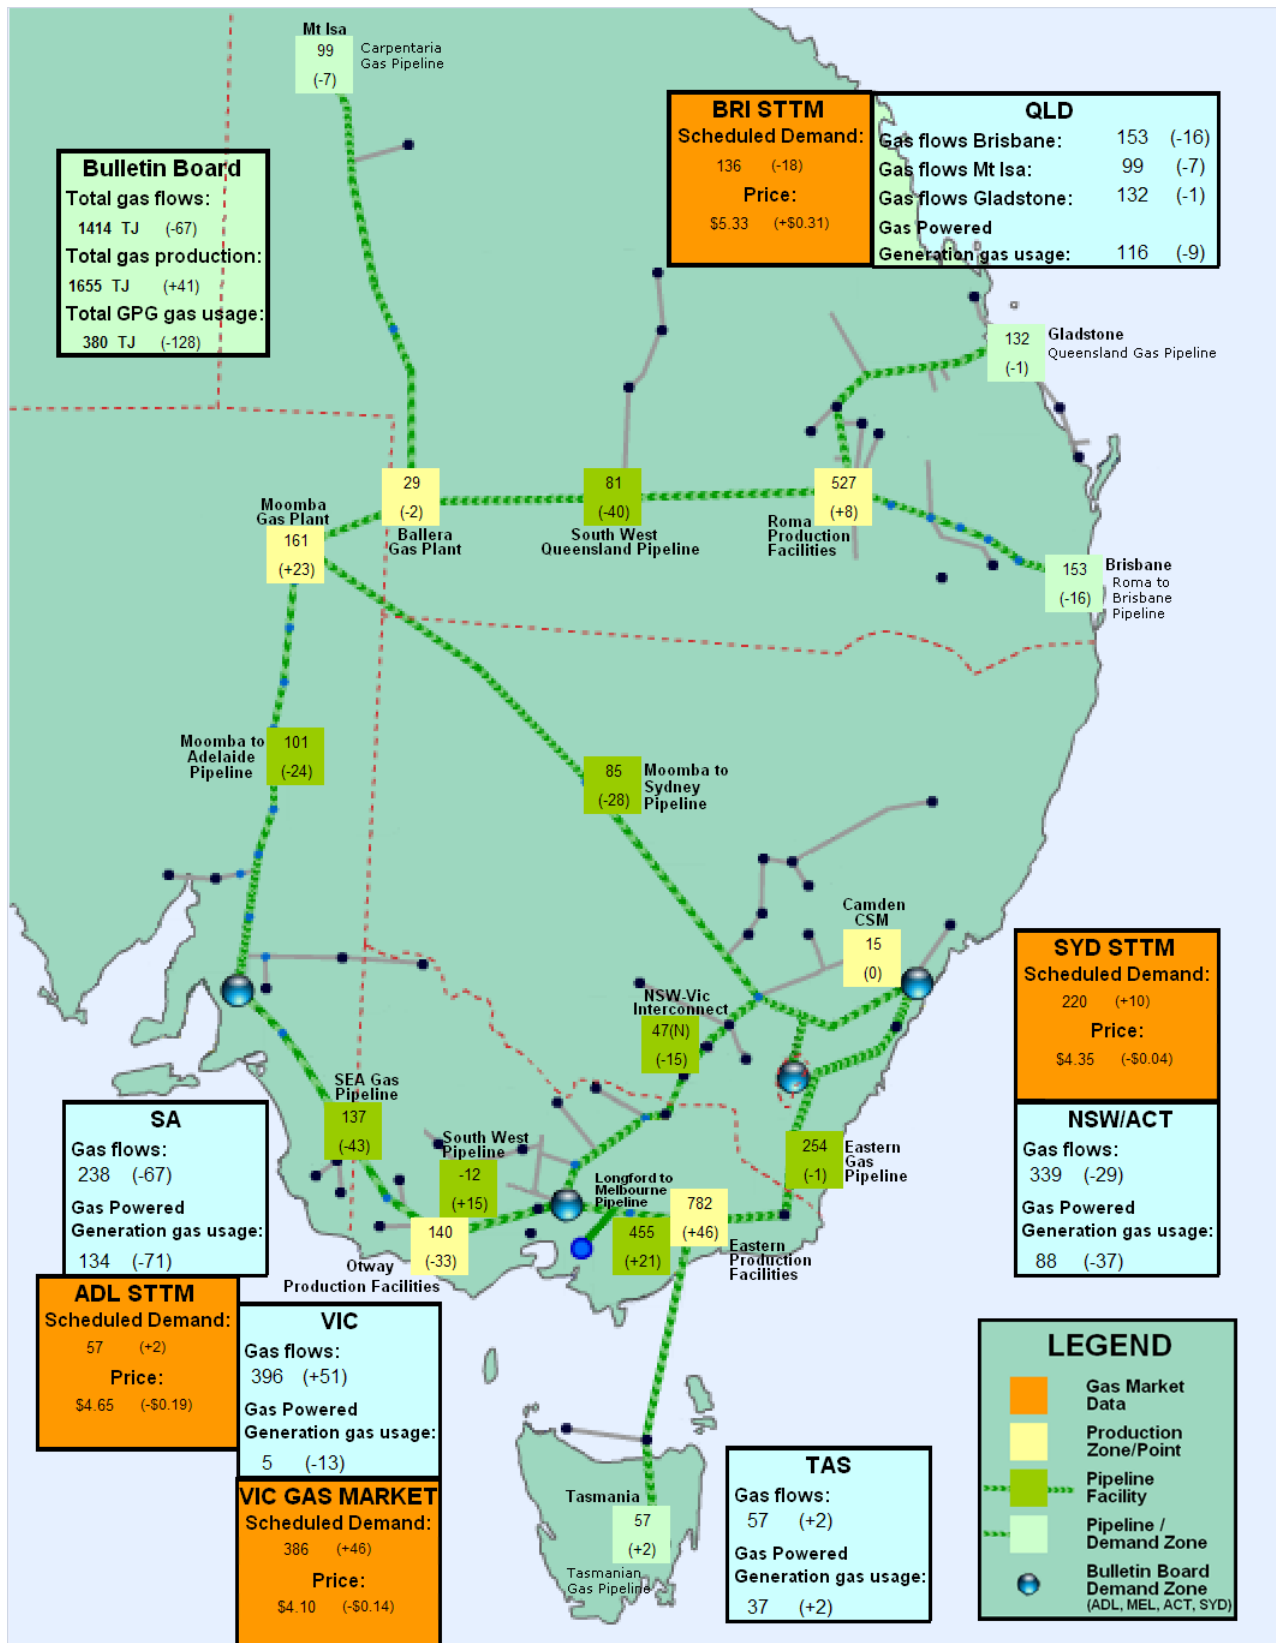 Mt Isa
99
(-7)
Carpentaria
Gas Pipeline
BRI STTM
Scheduled Demand:
136 (-18)
Price:
$5.33 (+$0.31)
QLD
Gas flows Brisbane: 153 (-16)
Gas flows Mt Isa: 99 (-7)
Gas flows Gladstone: 132 (-1)
Gas Powered
Generation gas usage: 116 (-9)
Bulletin Board
Total gas flows:
1414 TJ (-67)
Total gas production:
1655 TJ (+41)
Total GPG gas usage:
380 TJ (-128)
132
(-1)
Gladstone
Queensland Gas Pipeline
29
(-2)
Ballera
Gas Plant
81
(-40)
South West
Queensland Pipeline
527
(+8)
Roma
Production
Facilities
Moomba
Gas Plant
161
(+23)
153
(-16)
Brisbane
Roma to
Brisbane
Pipeline
Moomba to
Adelaide
Pipeline
101
(-24)
85
(-28)
Moomba to
Sydney
Pipeline
Camden
CSM
15
(0)
SYD STTM
Scheduled Demand:
220 (+10)
Price:
$4.35 (-$0.04)
NSW-Vic
Interconnect
47(N)
(-15)
SEA Gas
Pipeline
137
(-43)
South West
Pipeline
-12
(+15)
Longford to
Melbourne
Pipeline
455
(+21)
782
(+46)
Eastern
Production
Facilities
254
(-1)
Eastern
Gas
Pipeline
NSW/ACT
Gas flows:
339 (-29)
Gas Powered
Generation gas usage:
88 (-37)
SA
Gas flows:
238 (-67)
Gas Powered
Generation gas usage:
134 (-71)
140
(-33)
Otway
Production Facilities
ADL STTM
Scheduled Demand:
57 (+2)
Price:
$4.65 (-$0.19)
VIC
Gas flows:
396 (+51)
Gas Powered
Generation gas usage:
5 (-13)
VIC GAS MARKET
Scheduled Demand:
386 (+46)
Price:
$4.10 (-$0.14)
Tasmania
57
(+2)
Tasmanian
Gas Pipeline
TAS
Gas flows:
57 (+2)
Gas Powered
Generation gas usage:
37 (+2)
LEGEND
Gas Market
Data
Production
Zone/Point
Pipeline
Facility
Pipeline /
Demand Zone
Bulletin Board
Demand Zone
(ADL, MEL, ACT, SYD)